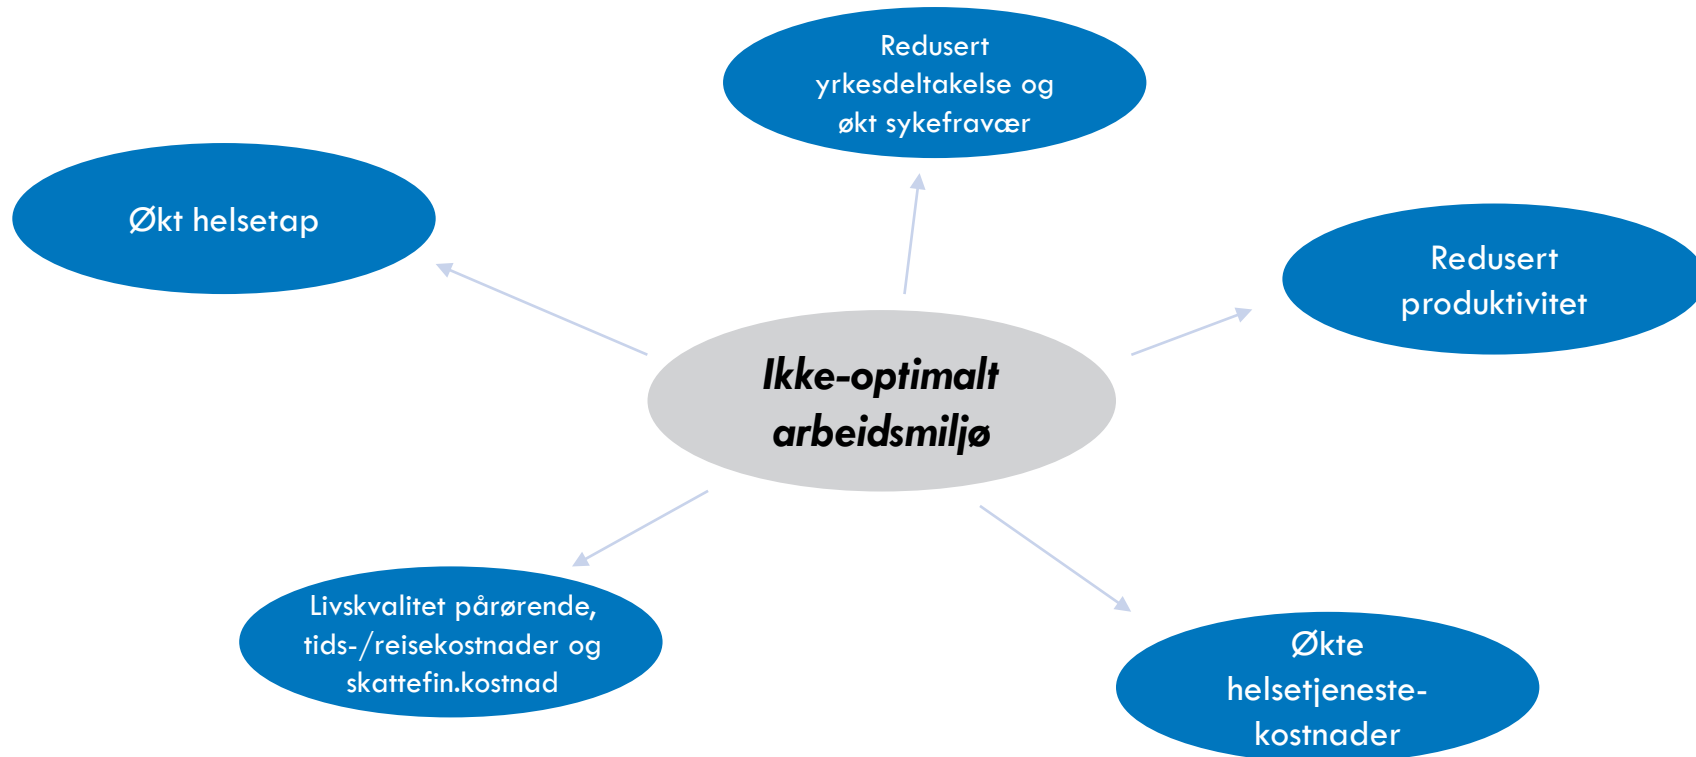 Redusert
yrkesdeltakelse og
økt sykefravær
Økt helsetap
Redusert
produktivitet
Ikke-optimalt
arbeidsmiljø
Livskvalitet pårørende,
tids-/reisekostnader og
skattefin.kostnad
Økte
helsetjeneste-
kostnader